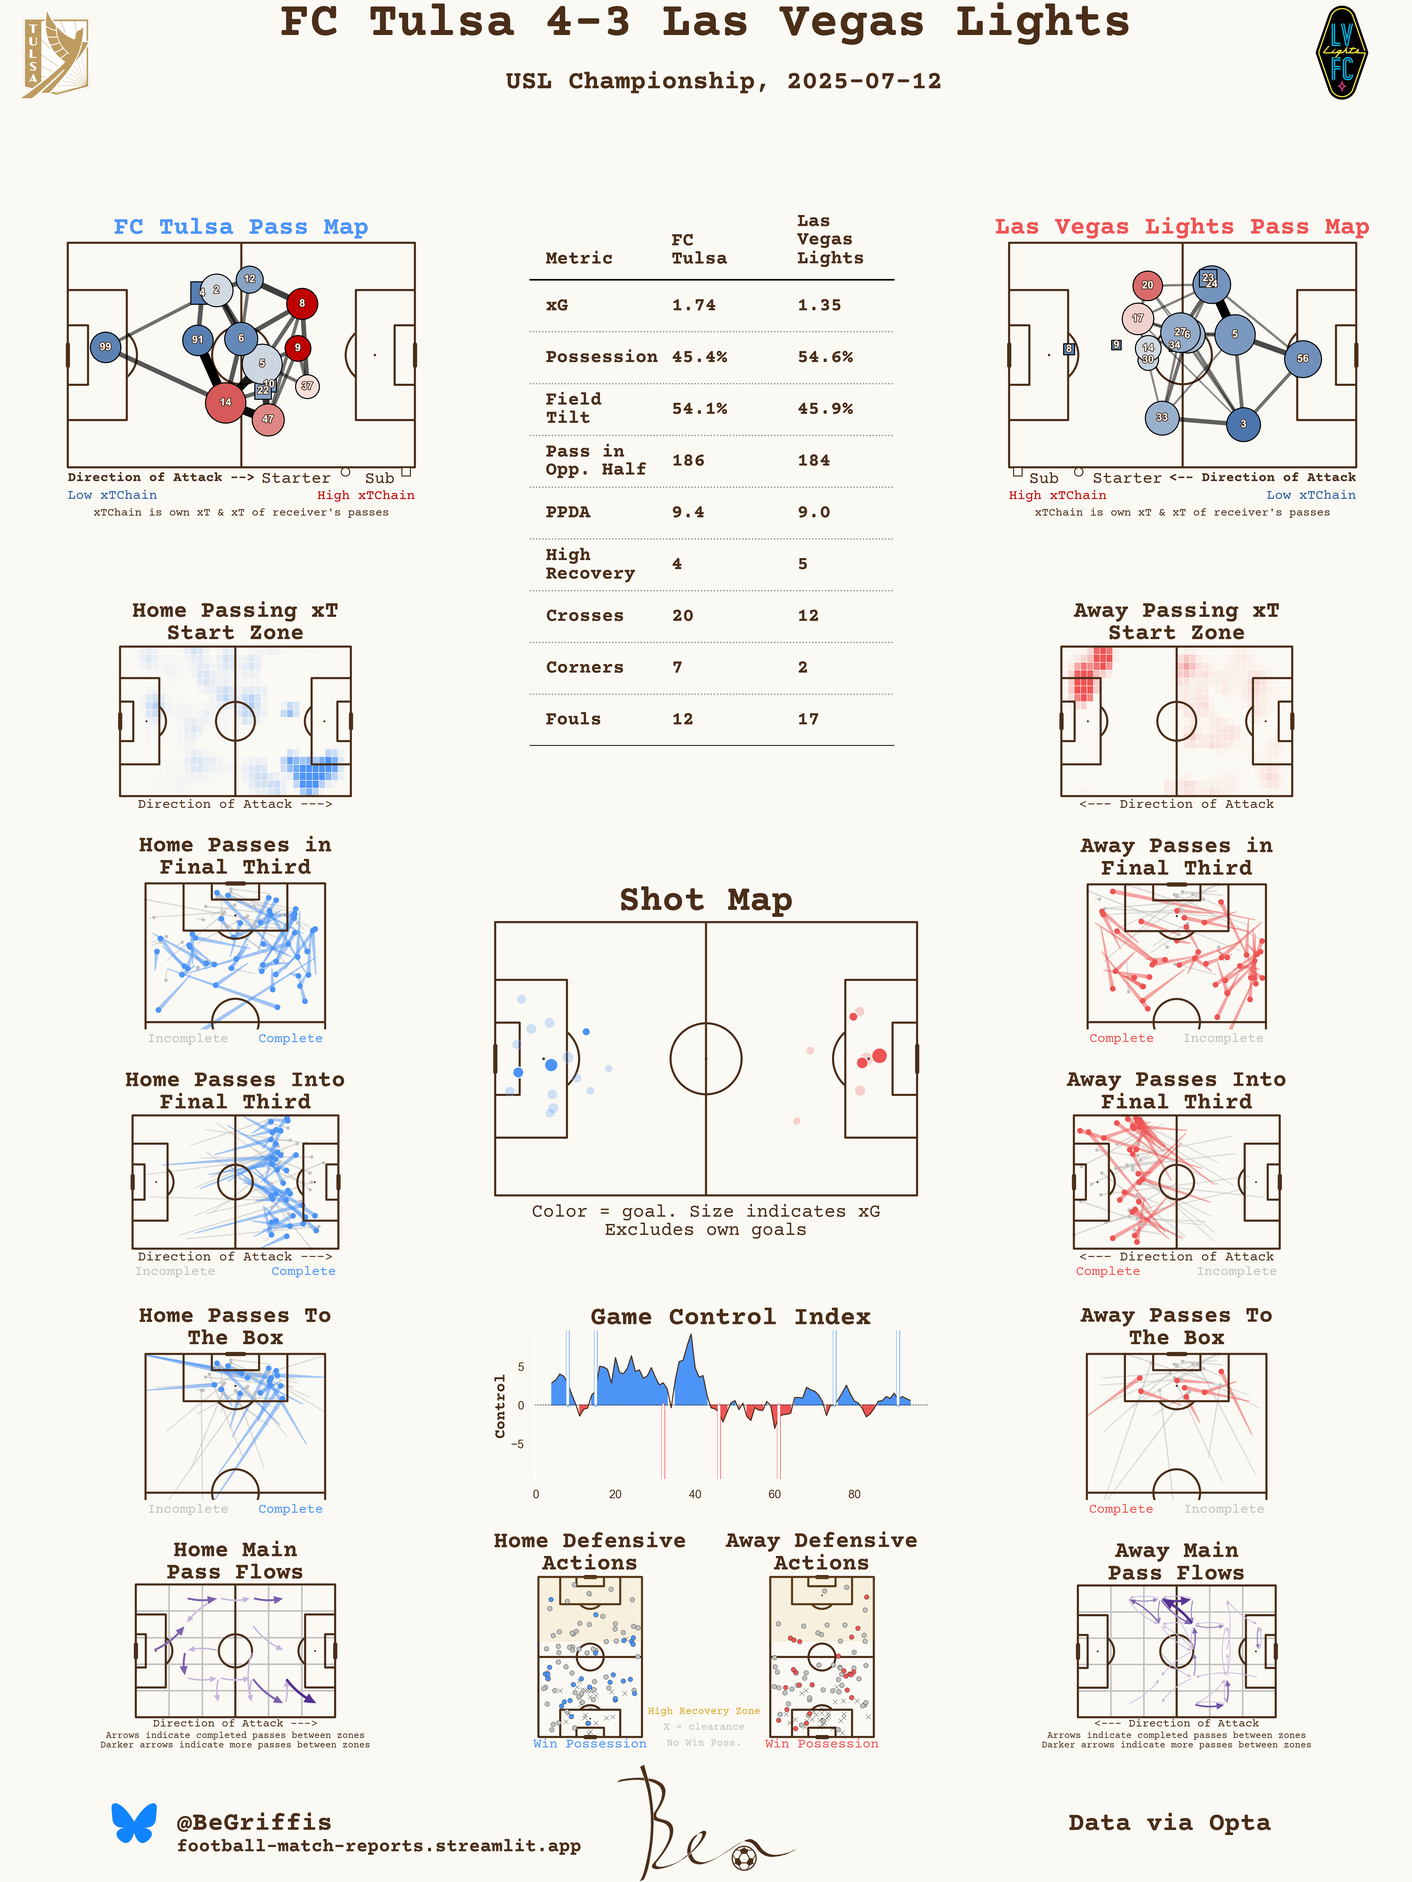 FC Tulsa 4-3 Las Vegas Lights
USL Championship, 2025-07-12
TULSA
LV
Lights
FC
FC Tulsa Pass Map
99
4
2
12
8
91
6
9
5
10
22
37
14
47
Direction of Attack --> Starter Sub
Low xTChain High xTChain
xTChain is own xT & xT of receiver's passes
Metric FC Tulsa Las Vegas Lights
xG 1.74 1.35
Possession 45.4% 54.6%
Field Tilt 54.1% 45.9%
Pass in Opp. Half 186 184
PPDA 9.4 9.0
High Recovery 4 5
Crosses 20 12
Corners 7 2
Fouls 12 17
Las Vegas Lights Pass Map
20
23
24
17
27
6
5
8
9
14
34
30
56
33
3
Sub Starter <-- Direction of Attack
High xTChain Low xTChain
xTChain is own xT & xT of receiver's passes
Home Passing xT
Start Zone
Direction of Attack --->
Away Passing xT
Start Zone
<--- Direction of Attack
Home Passes in
Final Third
Incomplete Complete
Away Passes in
Final Third
Complete Incomplete
Shot Map
Color = goal. Size indicates xG
Excludes own goals
Home Passes Into
Final Third
Direction of Attack --->
Incomplete Complete
Away Passes Into
Final Third
<--- Direction of Attack
Complete Incomplete
Home Passes To
The Box
Incomplete Complete
Game Control Index
Control
5
0
−5
0 20 40 60 80
Away Passes To
The Box
Complete Incomplete
Home Main
Pass Flows
Direction of Attack --->
Arrows indicate completed passes between zones
Darker arrows indicate more passes between zones
Home Defensive
Actions
Win Possession
High Recovery Zone
X = clearance
No Win Poss.
Away Defensive
Actions
Win Possession
Away Main
Pass Flows
<--- Direction of Attack
Arrows indicate completed passes between zones
Darker arrows indicate more passes between zones
@BeGriffis
football-match-reports.streamlit.app
Ben
Data via Opta